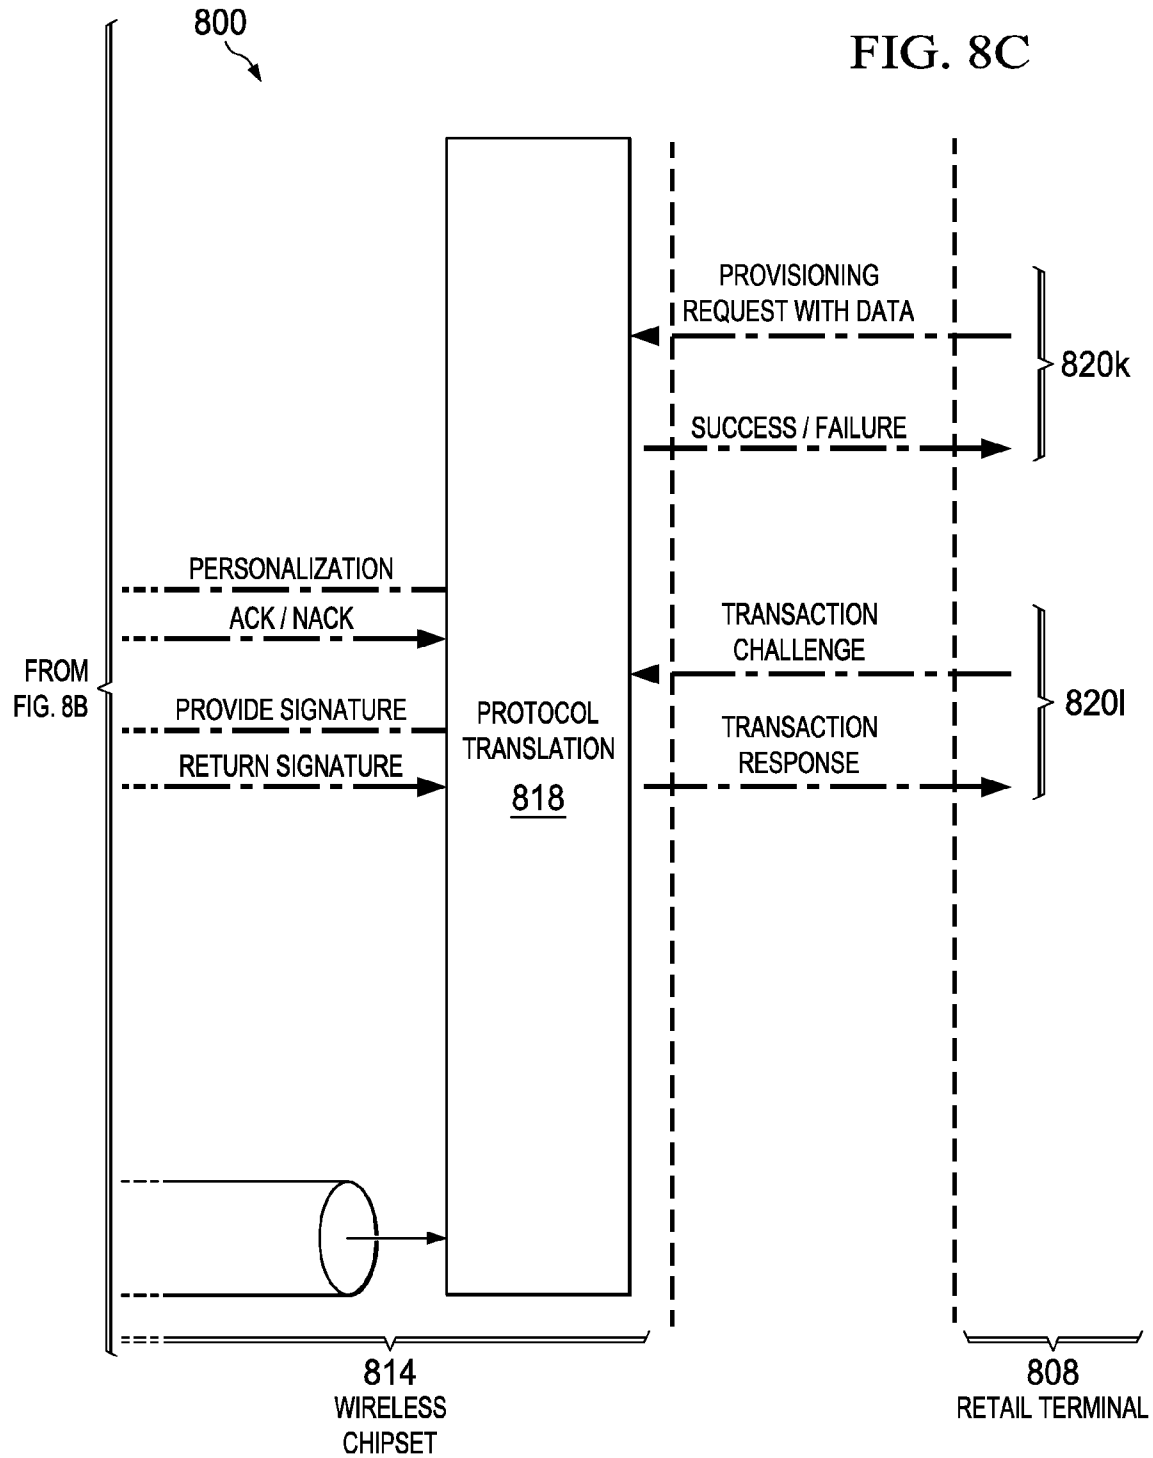 800
FIG. 8C
PROVISIONING
REQUEST WITH DATA
820k
SUCCESS / FAILURE
PERSONALIZATION
ACK / NACK
TRANSACTION
CHALLENGE
FROM
FIG. 8B
PROVIDE SIGNATURE
RETURN SIGNATURE
PROTOCOL
TRANSLATION
818
820l
TRANSACTION
RESPONSE
814
WIRELESS
CHIPSET
808
RETAIL TERMINAL